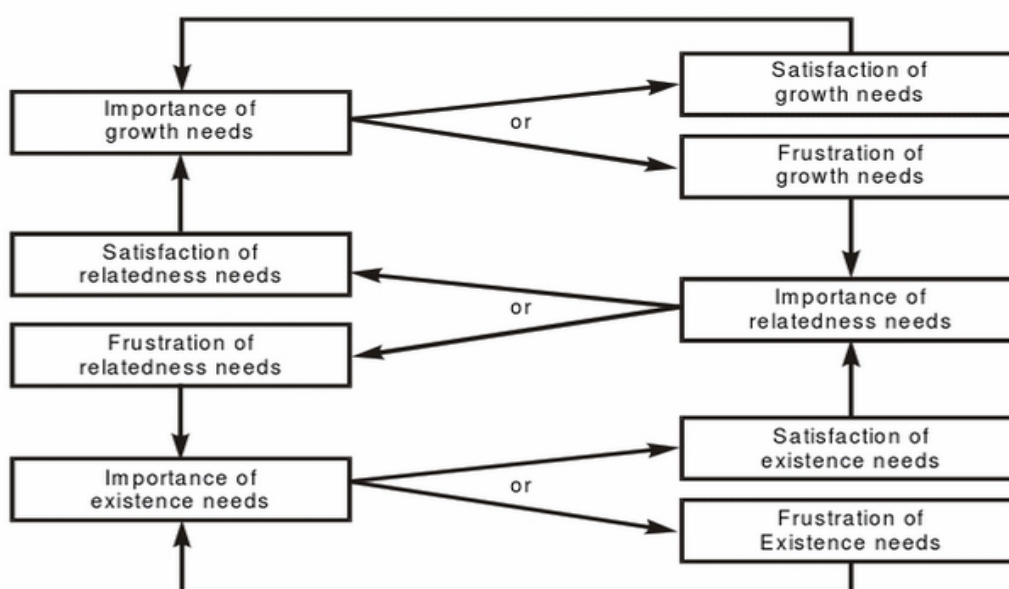 Satisfaction of
growth needs
Importance of
growth needs
or
Frustration of
growth needs
Satisfaction of
relatedness needs
or
Importance of
relatedness needs
Frustration of
relatedness needs
Satisfaction of
existence needs
Importance of
existence needs
or
Frustration of
Existence needs